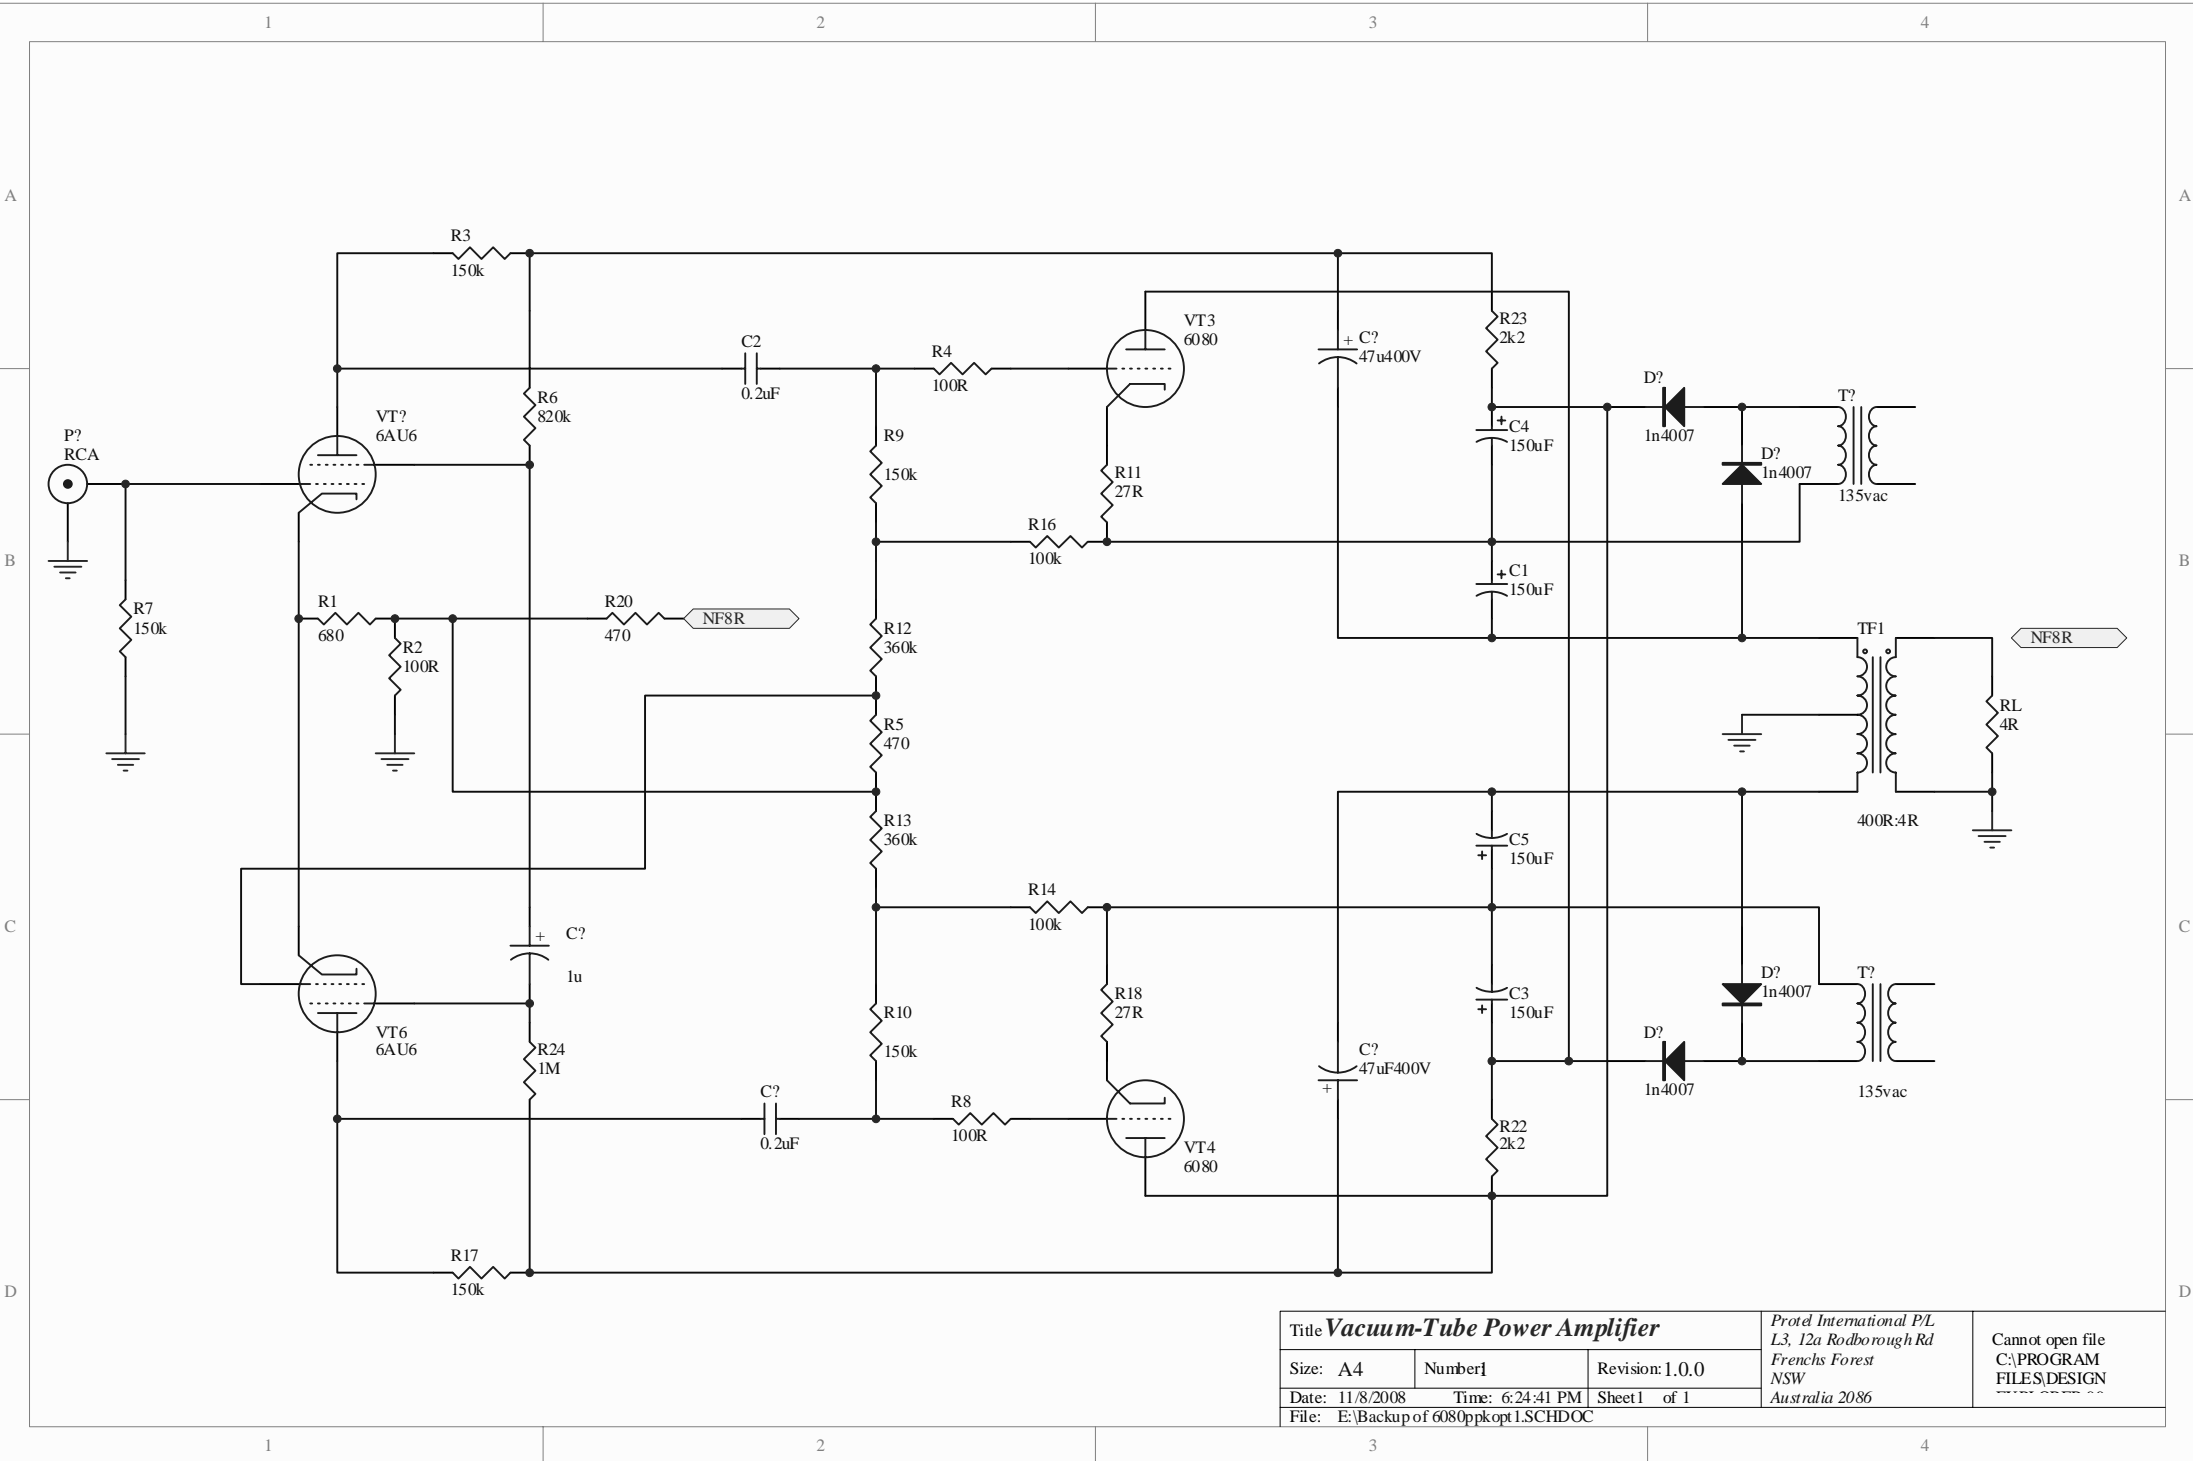 1 2 3 4
A A
R3
150k
C2
0.2uF
R4
100R
VT3
6080
+ C?
47u400V
R23
2k2
D?
1n4007
T?
135vac
R6
820k
VT?
6AU6
P?
RCA
R9
150k
R11
27R
+ C4
150uF
D?
1n4007
R16
100k
B B
+ C1
150uF
R7
150k
R1
680
R2
100R
R20
470
NF8R
R12
360k
TF1
NF8R
R5
470
RL
4R
R13
360k
C5
+ 150uF
400R:4R
R14
100k
C C
+ C?
1u
VT6
6AU6
R24
1M
R10
150k
R18
27R
C3
+ 150uF
D?
1n4007
T?
135vac
C?
47uF400V
+
D?
1n4007
C?
0.2uF
R8
100R
VT4
6080
R22
2k2
R17
150k
D D
Title Vacuum-Tube Power Amplifier
Size: A4 Number:1 Revision:1.0.0
Date: 11/8/2008 Time: 6:24:41 PM Sheet1 of 1
File: E:\Backup of 6080ppkopt1.SCHDOC
Protel International P/L
L3, 12a Rodborough Rd
Frenchs Forest
NSW
Australia 2086
Cannot open file
C:\PROGRAM
FILES\DESIGN
1 2 3 4